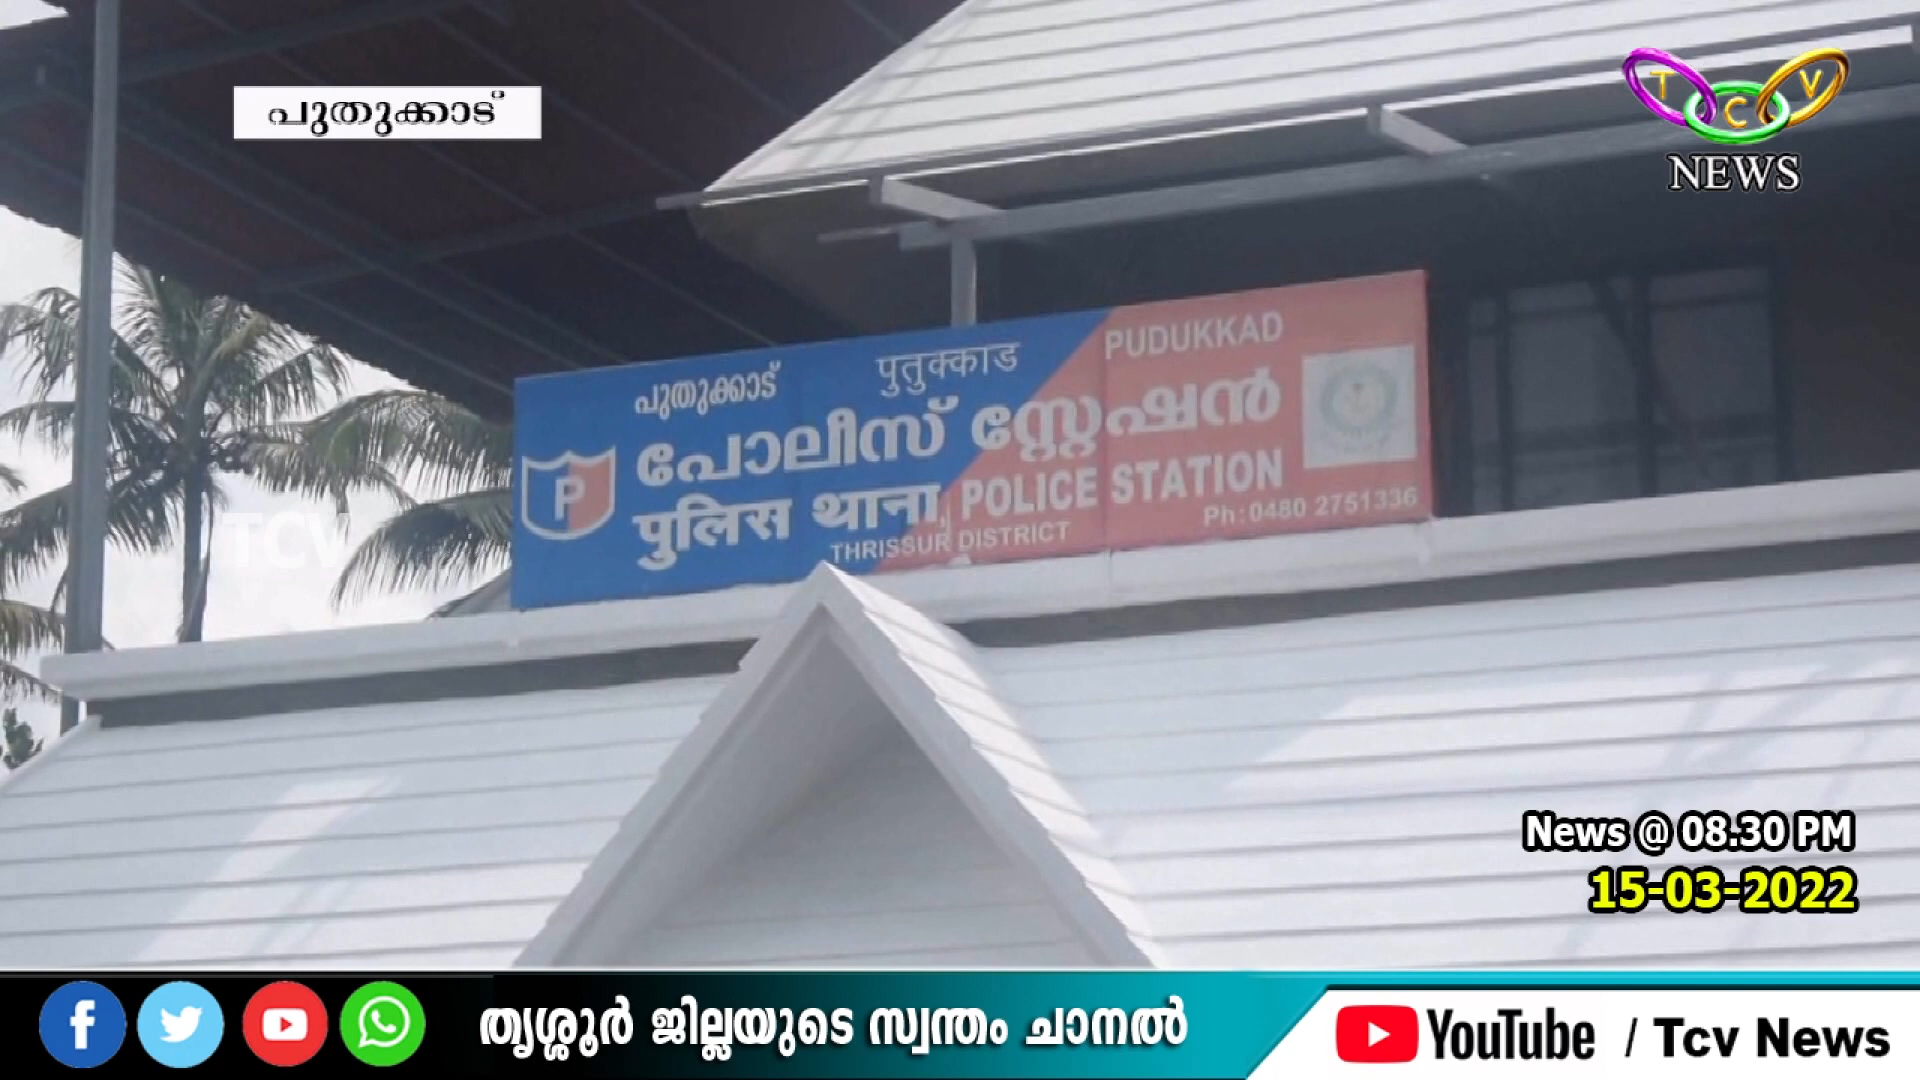 പുതുക്കാട്
T C V
NEWS
പുതുക്കാട് पुतुक्काड PUDUKKAD
പോലീസ് സ്റ്റേഷൻ
P
पुलिस थाना, POLICE STATION
THRISSUR DISTRICT Ph:0480 2751336
TCV
News @ 08.30 PM
15-03-2022
തൃശ്ശൂർ ജില്ലയുടെ സ്വന്തം ചാനൽ
YouTube / Tcv News